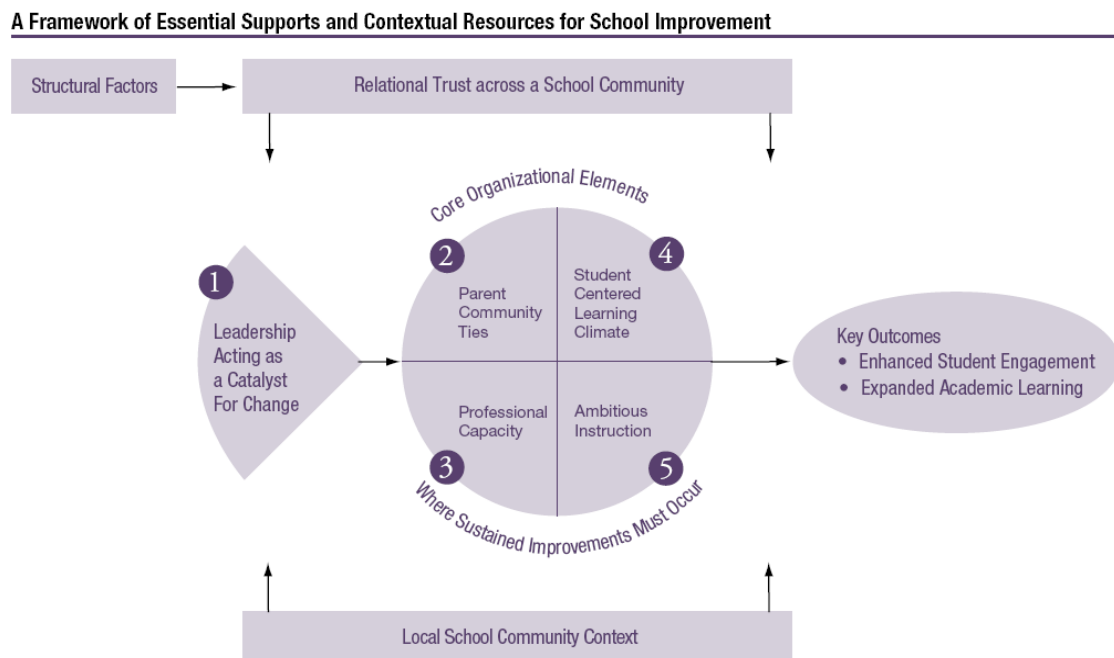 A Framework of Essential Supports and Contextual Resources for School Improvement
Structural Factors
Relational Trust across a School Community
Core Organizational Elements
1
Leadership
Acting as
a Catalyst
For Change
2
Parent
Community
Ties
4
Student
Centered
Learning
Climate
Professional
Capacity
3
Ambitious
Instruction
5
Where Sustained Improvements Must Occur
Key Outcomes
• Enhanced Student Engagement
• Expanded Academic Learning
Local School Community Context